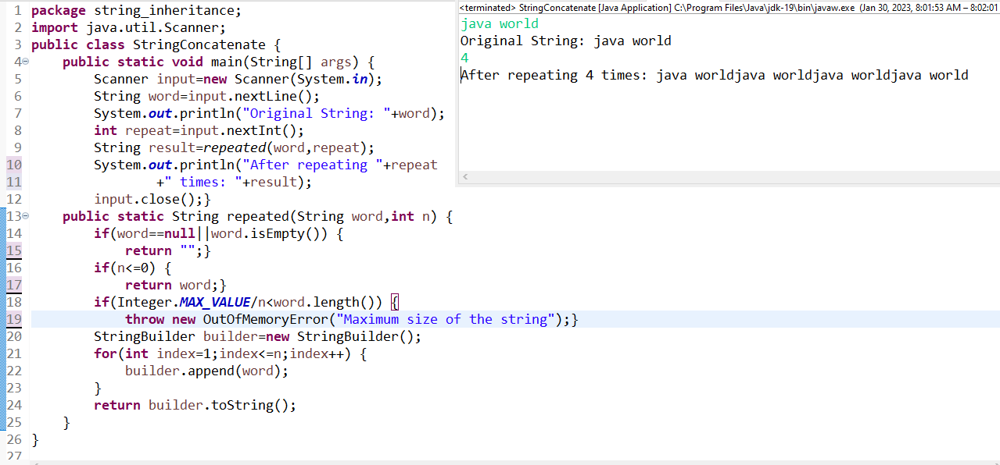 1 package string_inheritance;
2 import java.util.Scanner;
3 public class StringConcatenate {
4 public static void main(String[] args) {
5 Scanner input=new Scanner(System.in);
6 String word=input.nextLine();
7 System.out.println("Original String: "+word);
8 int repeat=input.nextInt();
9 String result=repeated(word,repeat);
10 System.out.println("After repeating "+repeat
11 +" times: "+result);
12 input.close();}
13 public static String repeated(String word,int n) {
14 if(word==null||word.isEmpty()) {
15 return "";}
16 if(n<=0) {
17 return word;}
18 if(Integer.MAX_VALUE/n<word.length()) {
19 throw new OutOfMemoryError("Maximum size of the string");}
20 StringBuilder builder=new StringBuilder();
21 for(int index=1;index<=n;index++) {
22 builder.append(word);
23 }
24 return builder.toString();
25 }
26 }
27
<terminated> StringConcatenate [Java Application] C:\Program Files\Java\jdk-19\bin\javaw.exe (Jan 30, 2023, 8:01:53 AM – 8:02:01
java world
Original String: java world
4
After repeating 4 times: java worldjava worldjava worldjava world